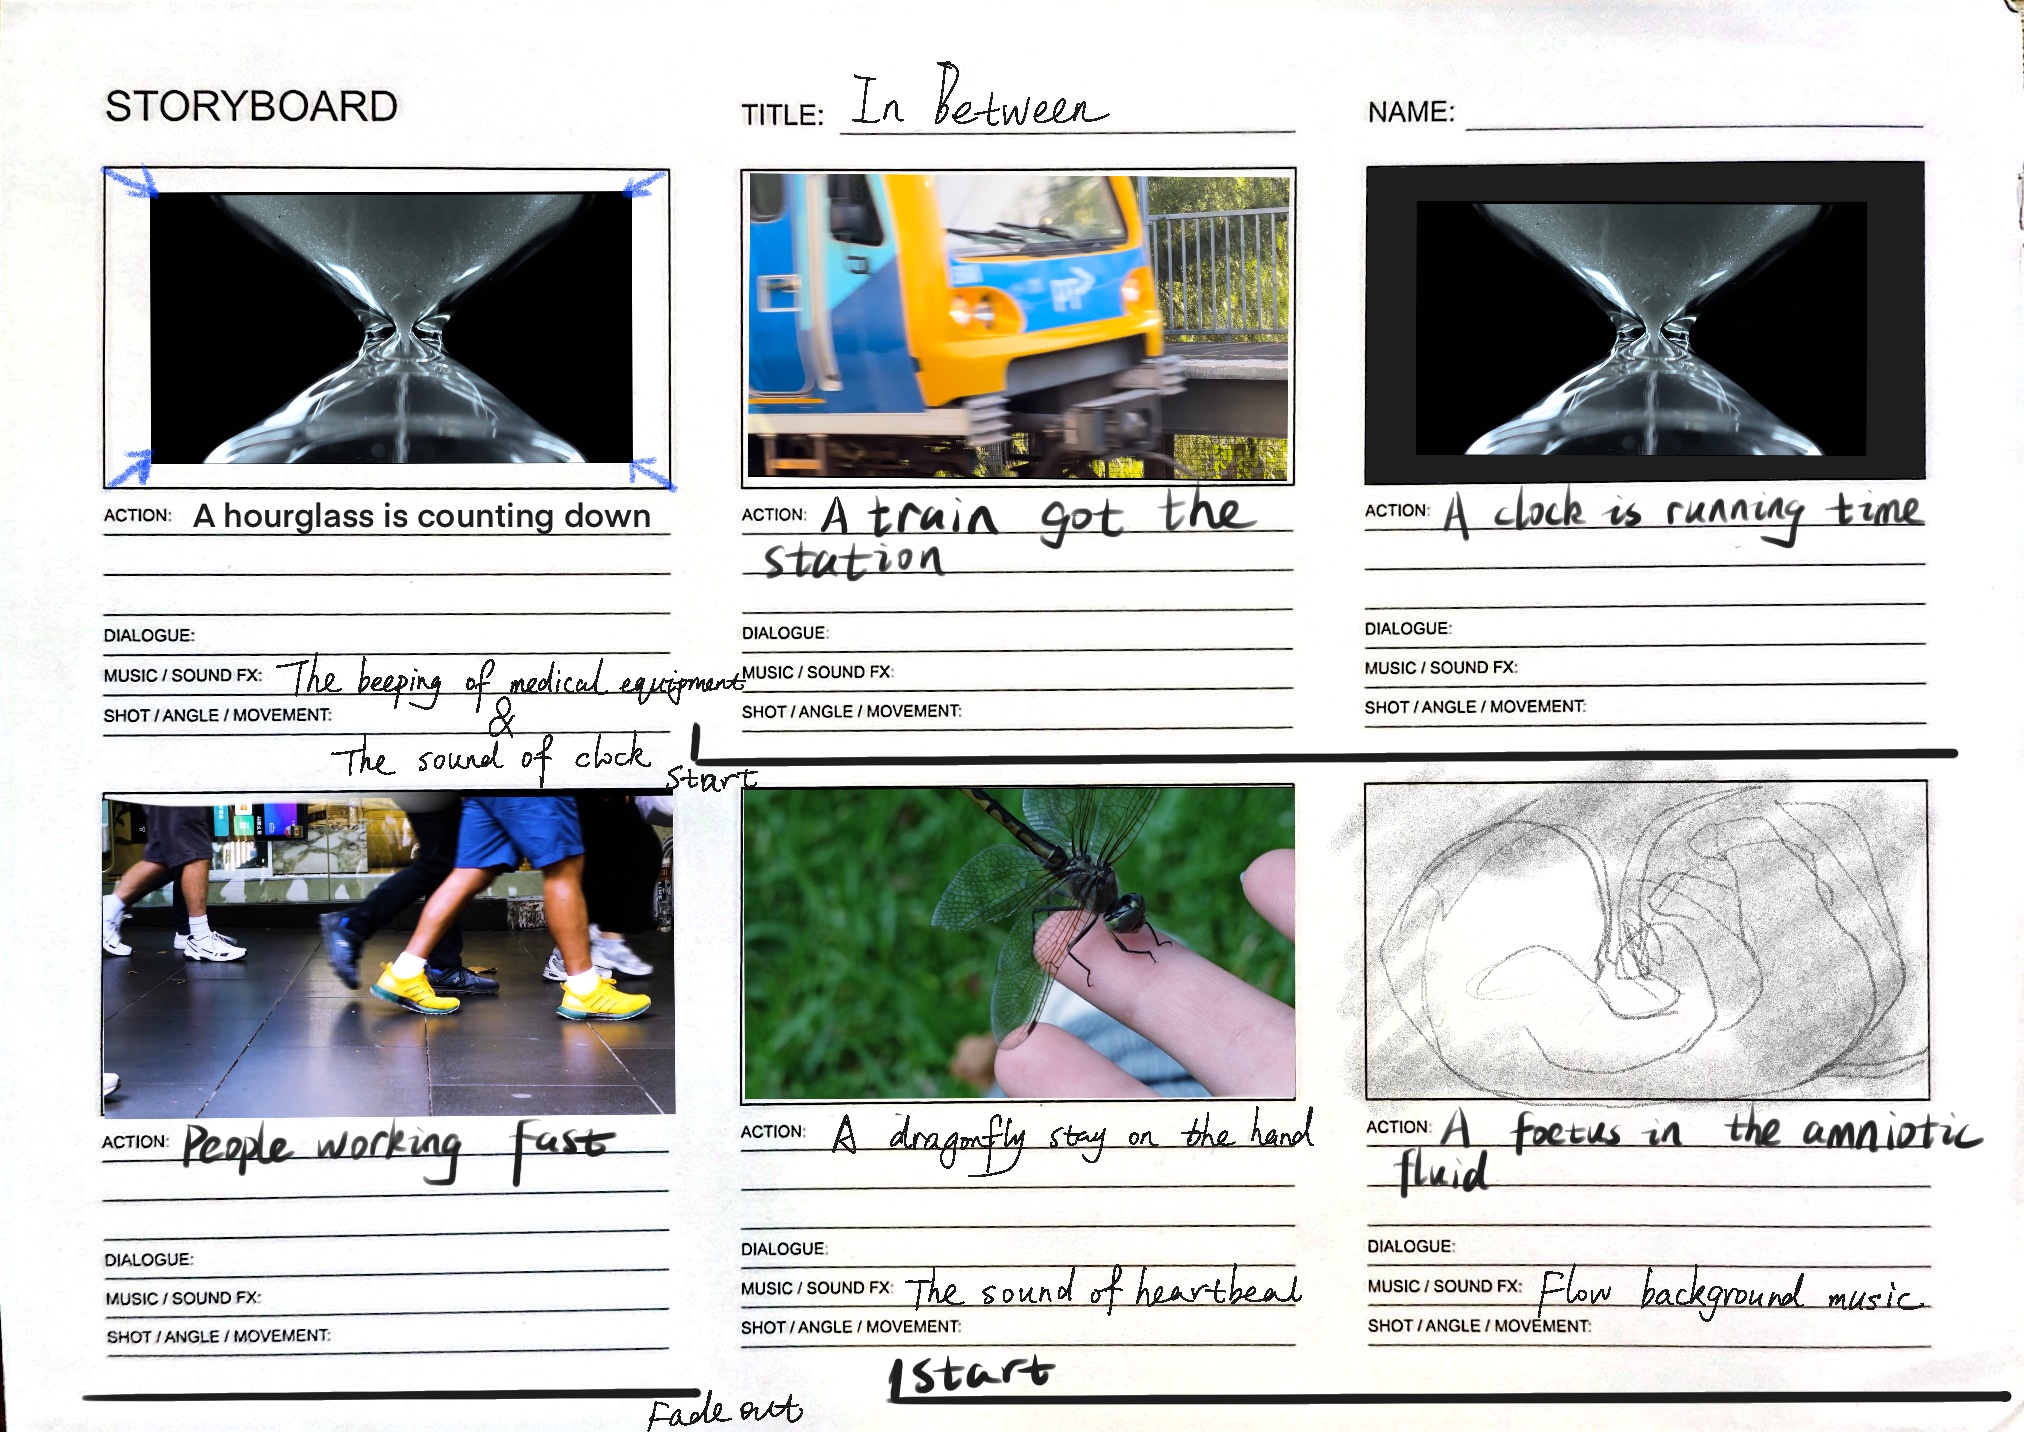 STORYBOARD
TITLE: In Between
NAME:
ACTION: A hourglass is counting down
DIALOGUE:
MUSIC / SOUND FX: The beeping of medical equipment
&
SHOT / ANGLE / MOVEMENT:
The sound of clock
ACTION: A train got the
station
DIALOGUE:
MUSIC / SOUND FX:
SHOT / ANGLE / MOVEMENT:
ACTION: A clock is running time
DIALOGUE:
MUSIC / SOUND FX:
SHOT / ANGLE / MOVEMENT:
Start
ACTION: People working fast
DIALOGUE:
MUSIC / SOUND FX:
SHOT / ANGLE / MOVEMENT:
Fade out
ACTION: A dragonfly stay on the hand
DIALOGUE:
MUSIC / SOUND FX: The sound of heartbeat
SHOT / ANGLE / MOVEMENT:
Start
ACTION: A foetus in the amniotic
fluid
DIALOGUE:
MUSIC / SOUND FX: Flow background music
SHOT / ANGLE / MOVEMENT: